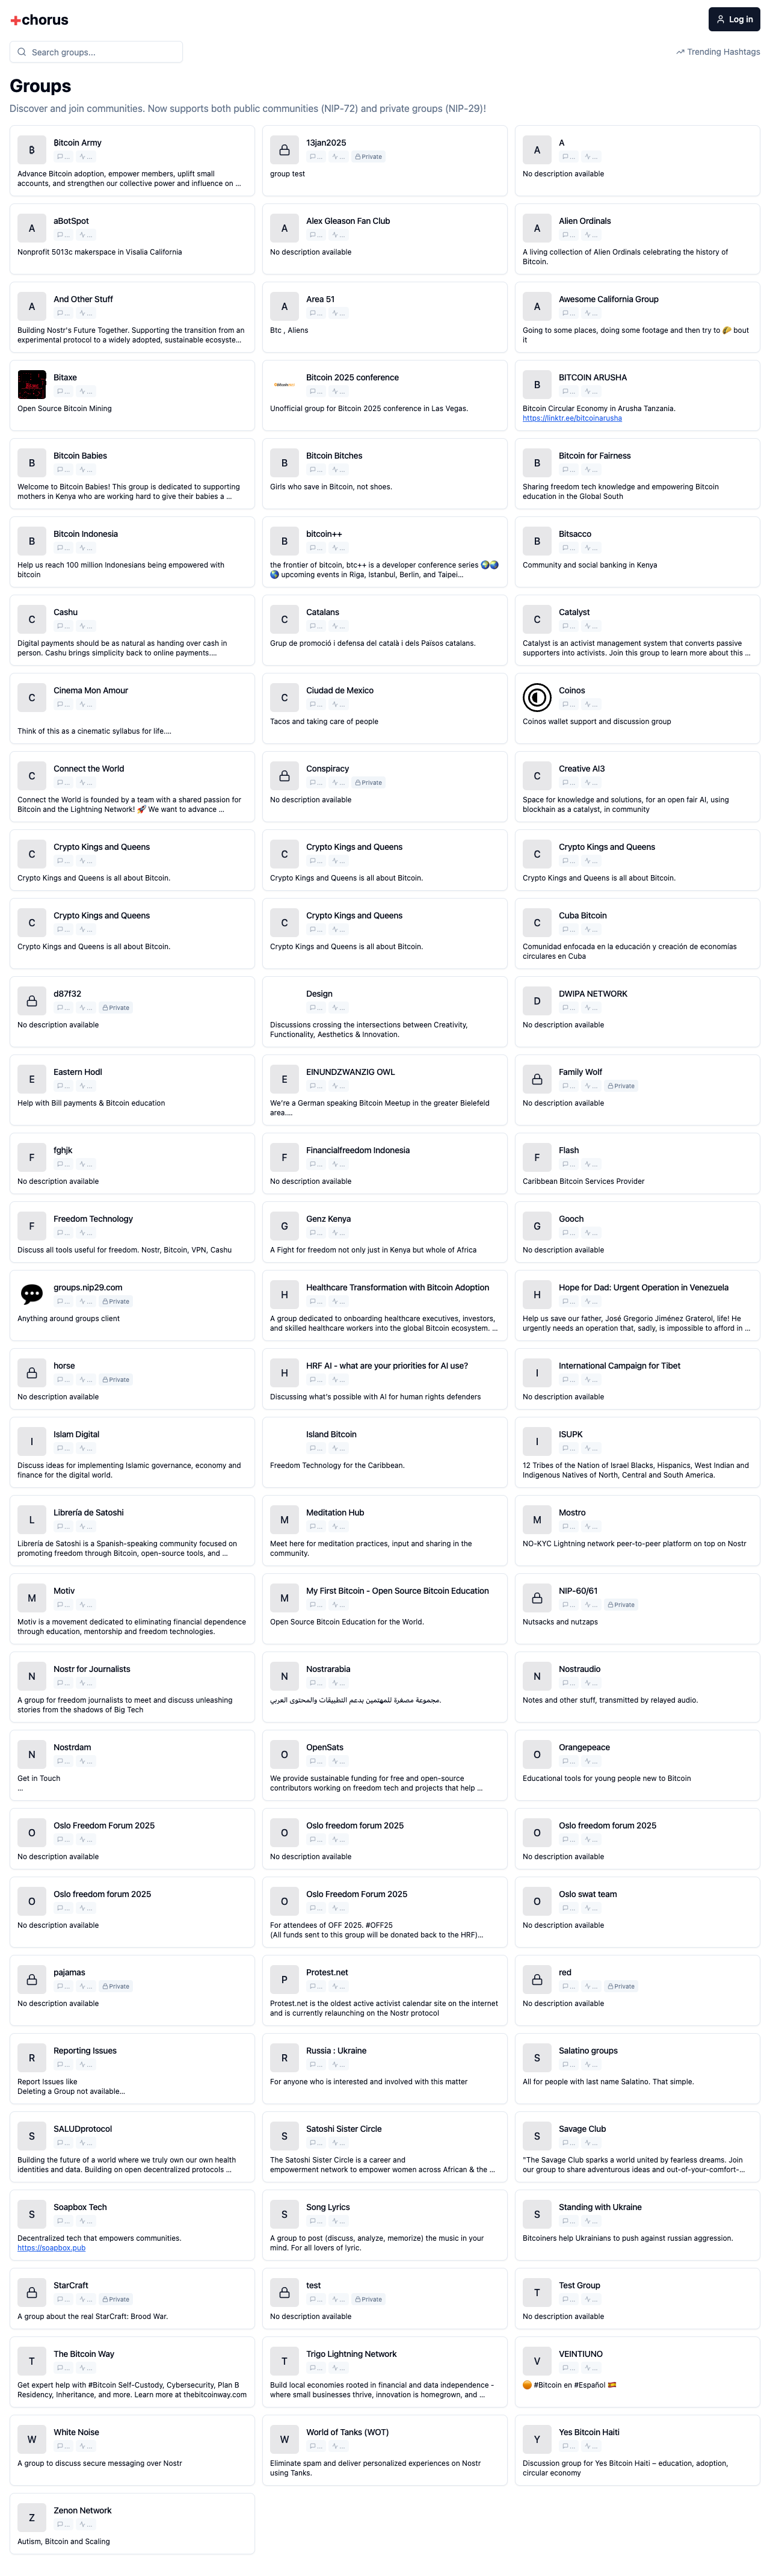 +chorus
Log in
Search groups...
Trending Hashtags
Groups
Discover and join communities. Now supports both public communities (NIP-72) and private groups (NIP-29)!
₿
₿itcoin Army
...
...
Advance Bitcoin adoption, empower members, uplift small
accounts, and strengthen our collective power and influence on ...
13jan2025
...
...
Private
group test
A
A
...
...
No description available
A
aBotSpot
...
...
Nonprofit 5013c makerspace in Visalia California
A
Alex Gleason Fan Club
...
...
No description available
A
Alien Ordinals
...
...
A living collection of Alien Ordinals celebrating the history of
Bitcoin.
A
And Other Stuff
...
...
Building Nostr's Future Together. Supporting the transition from an
experimental protocol to a widely adopted, sustainable ecosyste...
A
Area 51
...
...
Btc , Aliens
A
Awesome California Group
...
...
Going to some places, doing some footage and then try to 🌮 bout
it
Bitaxe
...
...
Open Source Bitcoin Mining
Bitcoin 2025 conference
...
...
Unofficial group for Bitcoin 2025 conference in Las Vegas.
B
BITCOIN ARUSHA
...
...
Bitcoin Circular Economy in Arusha Tanzania.
https://linktr.ee/bitcoinarusha
B
Bitcoin Babies
...
...
Welcome to Bitcoin Babies! This group is dedicated to supporting
mothers in Kenya who are working hard to give their babies a ...
B
Bitcoin Bitches
...
...
Girls who save in Bitcoin, not shoes.
B
Bitcoin for Fairness
...
...
Sharing freedom tech knowledge and empowering Bitcoin
education in the Global South
B
Bitcoin Indonesia
...
...
Help us reach 100 million Indonesians being empowered with
bitcoin
B
bitcoin++
...
...
the frontier of bitcoin, btc++ is a developer conference series 🌍🌏
🌎 upcoming events in Riga, Istanbul, Berlin, and Taipei...
B
Bitsacco
...
...
Community and social banking in Kenya
C
Cashu
...
...
Digital payments should be as natural as handing over cash in
person. Cashu brings simplicity back to online payments....
C
Catalans
...
...
Grup de promoció i defensa del català i dels Països catalans.
C
Catalyst
...
...
Catalyst is an activist management system that converts passive
supporters into activists. Join this group to learn more about this ...
C
Cinema Mon Amour
...
...
Think of this as a cinematic syllabus for life....
C
Ciudad de Mexico
...
...
Tacos and taking care of people
Coinos
...
...
Coinos wallet support and discussion group
C
Connect the World
...
...
Connect the World is founded by a team with a shared passion for
Bitcoin and the Lightning Network! 🚀 We want to advance ...
Conspiracy
...
...
Private
No description available
C
Creative AI3
...
...
Space for knowledge and solutions, for an open fair AI, using
blockhain as a catalyst, in community
C
Crypto Kings and Queens
...
...
Crypto Kings and Queens is all about Bitcoin.
C
Crypto Kings and Queens
...
...
Crypto Kings and Queens is all about Bitcoin.
C
Crypto Kings and Queens
...
...
Crypto Kings and Queens is all about Bitcoin.
C
Crypto Kings and Queens
...
...
Crypto Kings and Queens is all about Bitcoin.
C
Crypto Kings and Queens
...
...
Crypto Kings and Queens is all about Bitcoin.
C
Cuba Bitcoin
...
...
Comunidad enfocada en la educación y creación de economías
circulares en Cuba
d87f32
...
...
Private
No description available
Design
...
...
Discussions crossing the intersections between Creativity,
Functionality, Aesthetics & Innovation.
D
DWIPA NETWORK
...
...
No description available
E
Eastern Hodl
...
...
Help with Bill payments & Bitcoin education
E
EINUNDZWANZIG OWL
...
...
We're a German speaking Bitcoin Meetup in the greater Bielefeld
area....
Family Wolf
...
...
Private
No description available
F
fghjk
...
...
No description available
F
Financialfreedom Indonesia
...
...
No description available
F
Flash
...
...
Caribbean Bitcoin Services Provider
F
Freedom Technology
...
...
Discuss all tools useful for freedom. Nostr, Bitcoin, VPN, Cashu
G
Genz Kenya
...
...
A Fight for freedom not only just in Kenya but whole of Africa
G
Gooch
...
...
No description available
groups.nip29.com
...
...
Private
Anything around groups client
H
Healthcare Transformation with Bitcoin Adoption
...
...
A group dedicated to onboarding healthcare executives, investors,
and skilled healthcare workers into the global Bitcoin ecosystem. ...
H
Hope for Dad: Urgent Operation in Venezuela
...
...
Help us save our father, José Gregorio Jiménez Graterol, life! He
urgently needs an operation that, sadly, is impossible to afford in ...
horse
...
...
Private
No description available
H
HRF AI - what are your priorities for AI use?
...
...
Discussing what's possible with AI for human rights defenders
I
International Campaign for Tibet
...
...
No description available
I
Islam Digital
...
...
Discuss ideas for implementing Islamic governance, economy and
finance for the digital world.
Island Bitcoin
...
...
Freedom Technology for the Caribbean.
I
ISUPK
...
...
12 Tribes of the Nation of Israel Blacks, Hispanics, West Indian and
Indigenous Natives of North, Central and South America.
L
Librería de Satoshi
...
...
Librería de Satoshi is a Spanish-speaking community focused on
promoting freedom through Bitcoin, open-source tools, and ...
M
Meditation Hub
...
...
Meet here for meditation practices, input and sharing in the
community.
M
Mostro
...
...
NO-KYC Lightning network peer-to-peer platform on top on Nostr
M
Motiv
...
...
Motiv is a movement dedicated to eliminating financial dependence
through education, mentorship and freedom technologies.
M
My First Bitcoin - Open Source Bitcoin Education
...
...
Open Source Bitcoin Education for the World.
NIP-60/61
...
...
Private
Nutsacks and nutzaps
N
Nostr for Journalists
...
...
A group for freedom journalists to meet and discuss unleashing
stories from the shadows of Big Tech
N
Nostrarabia
...
...
مجموعة مصغرة للمهتمين بدعم التطبيقات والمحتوى العربي.
N
Nostraudio
...
...
Notes and other stuff, transmitted by relayed audio.
N
Nostrdam
...
...
Get in Touch
...
O
OpenSats
...
...
We provide sustainable funding for free and open-source
contributors working on freedom tech and projects that help ...
O
Orangepeace
...
...
Educational tools for young people new to Bitcoin
O
Oslo Freedom Forum 2025
...
...
No description available
O
Oslo freedom forum 2025
...
...
No description available
O
Oslo freedom forum 2025
...
...
No description available
O
Oslo freedom forum 2025
...
...
No description available
O
Oslo Freedom Forum 2025
...
...
For attendees of OFF 2025. #OFF25
(All funds sent to this group will be donated back to the HRF)...
O
Oslo swat team
...
...
No description available
pajamas
...
...
Private
No description available
P
Protest.net
...
...
Protest.net is the oldest active activist calendar site on the internet
and is currently relaunching on the Nostr protocol
red
...
...
Private
No description available
R
Reporting Issues
...
...
Report Issues like
Deleting a Group not available...
R
Russia : Ukraine
...
...
For anyone who is interested and involved with this matter
S
Salatino groups
...
...
All for people with last name Salatino. That simple.
S
SALUDprotocol
...
...
Building the future of a world where we truly own our own health
identities and data. Building on open decentralized protocols ...
S
Satoshi Sister Circle
...
...
The Satoshi Sister Circle is a career and
empowerment network to empower women across African & the ...
S
Savage Club
...
...
"The Savage Club sparks a world united by fearless dreams. Join
our group to share adventurous ideas and out-of-your-comfort-...
S
Soapbox Tech
...
...
Decentralized tech that empowers communities.
https://soapbox.pub
S
Song Lyrics
...
...
A group to post (discuss, analyze, memorize) the music in your
mind. For all lovers of lyric.
S
Standing with Ukraine
...
...
Bitcoiners help Ukrainians to push against russian aggression.
StarCraft
...
...
Private
A group about the real StarCraft: Brood War.
test
...
...
Private
No description available
T
Test Group
...
...
No description available
T
The Bitcoin Way
...
...
Get expert help with #Bitcoin Self-Custody, Cybersecurity, Plan B
Residency, Inheritance, and more. Learn more at thebitcoinway.com
T
Trigo Lightning Network
...
...
Build local economies rooted in financial and data independence -
where small businesses thrive, innovation is homegrown, and ...
V
VEINTIUNO
...
...
🟠 #Bitcoin en #Español 🇪🇸
W
White Noise
...
...
A group to discuss secure messaging over Nostr
W
World of Tanks (WOT)
...
...
Eliminate spam and deliver personalized experiences on Nostr
using Tanks.
Y
Yes Bitcoin Haiti
...
...
Discussion group for Yes Bitcoin Haiti – education, adoption,
circular economy
Z
Zenon Network
...
...
Autism, Bitcoin and Scaling